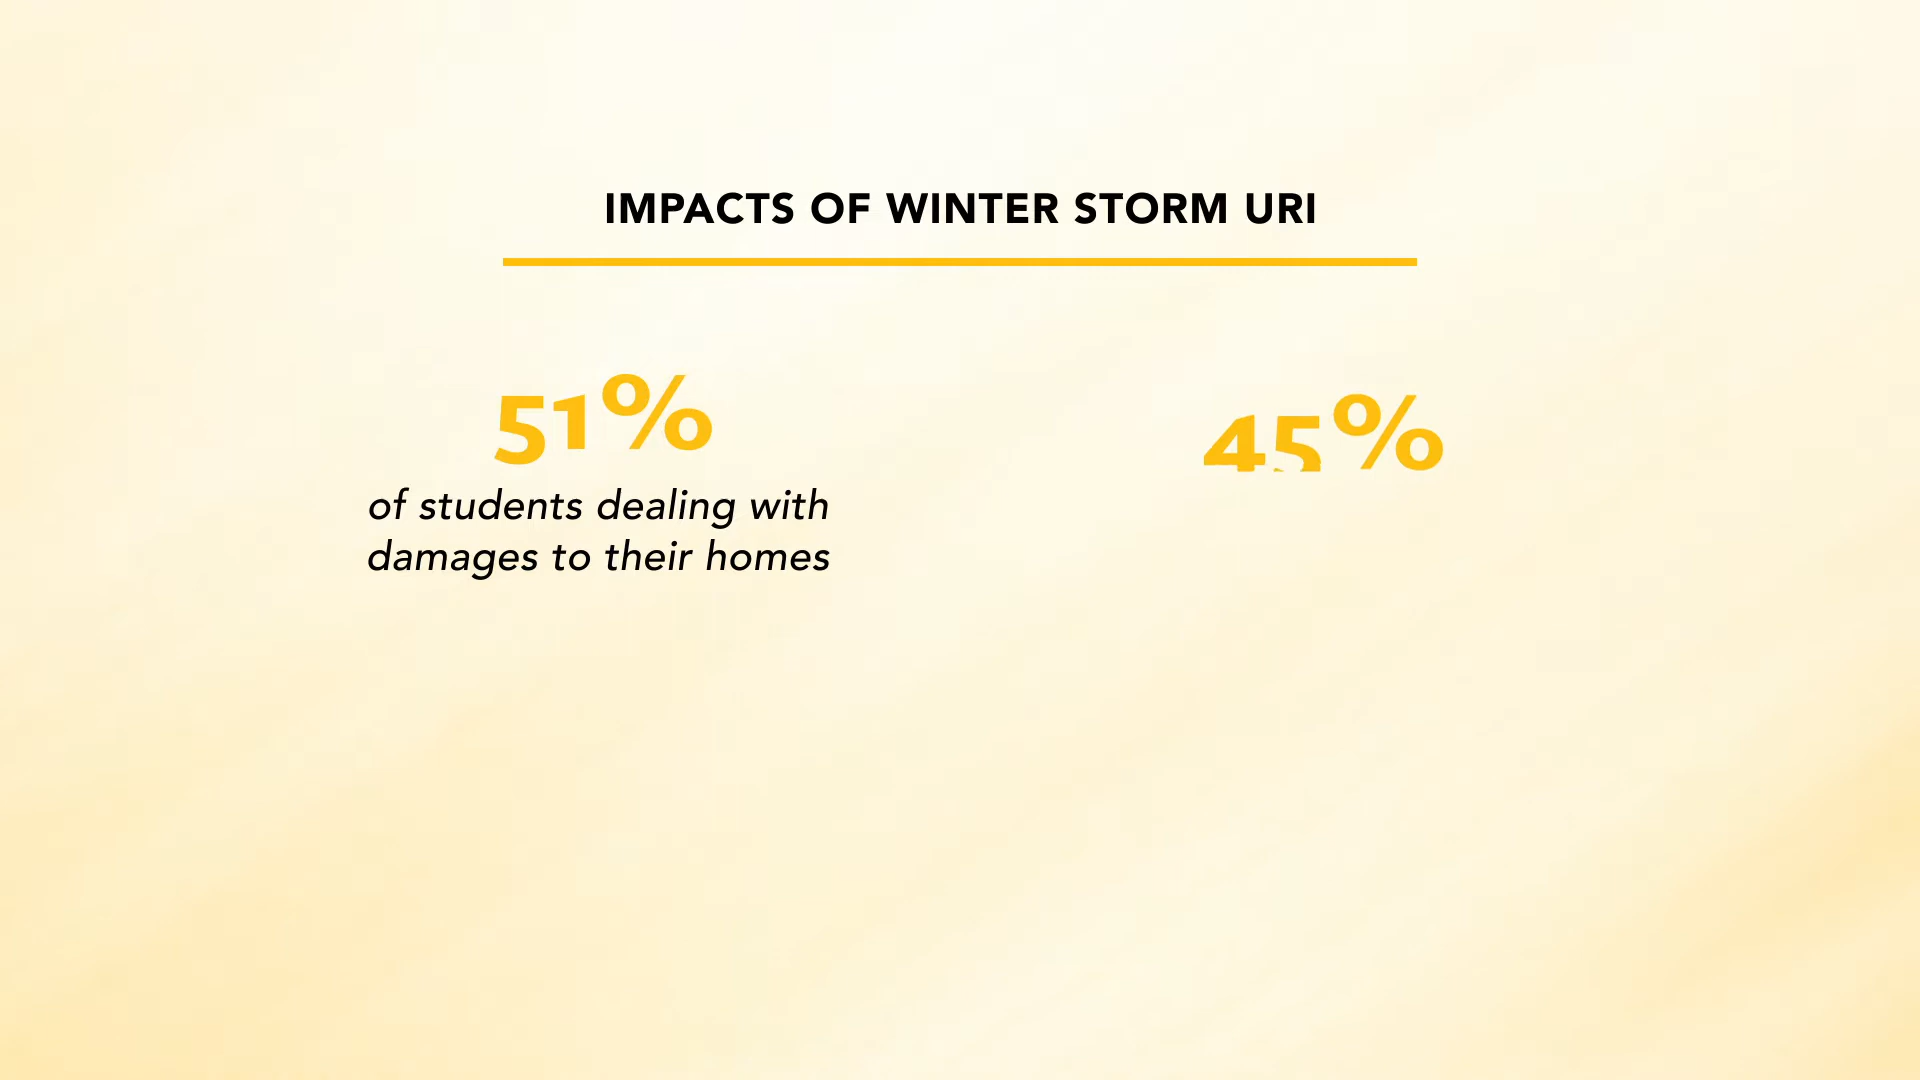 IMPACTS OF WINTER STORM URI
51%
of students dealing with
damages to their homes
45%